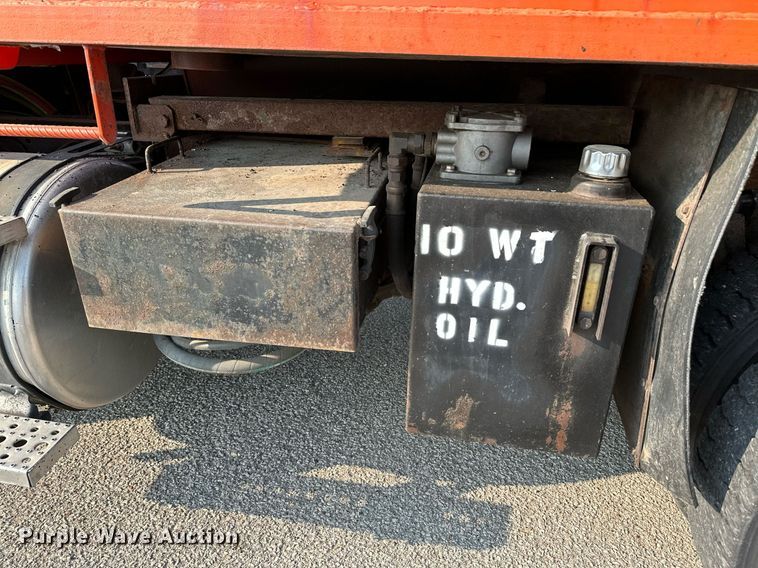 10 WT
HYD.
OIL
Purple Wave Auction